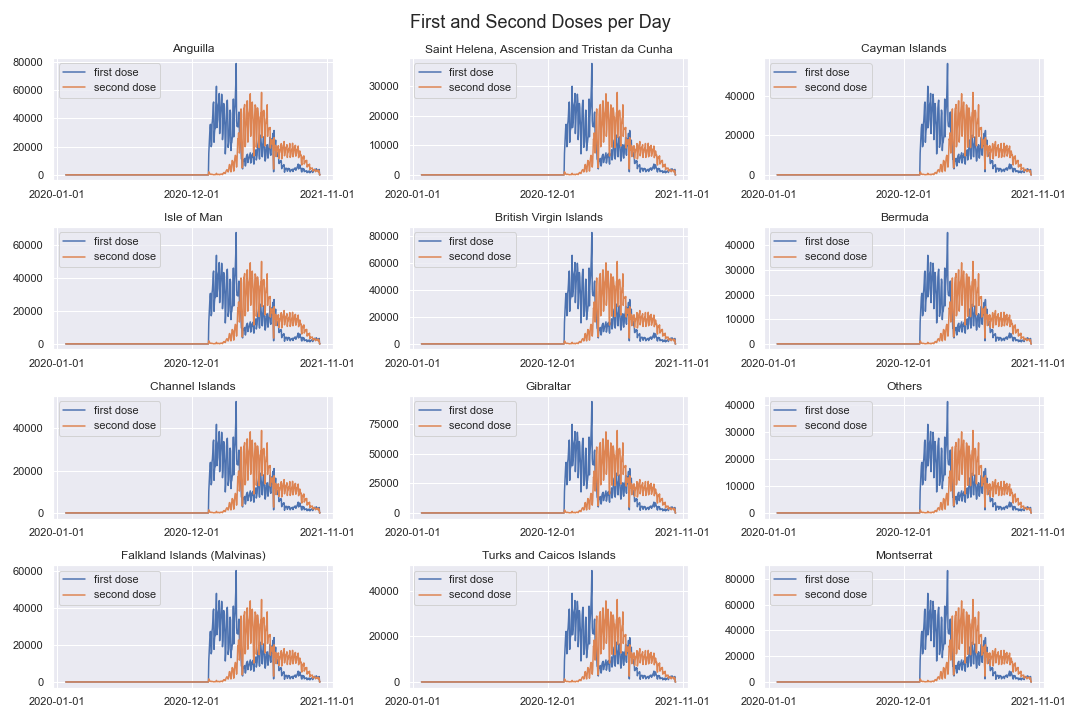 First and Second Doses per Day
Anguilla
first dose
second dose
80000
60000
40000
20000
0
2020-01-01
2020-12-01
2021-11-01
Saint Helena, Ascension and Tristan da Cunha
first dose
second dose
30000
20000
10000
0
2020-01-01
2020-12-01
2021-11-01
Cayman Islands
first dose
second dose
40000
20000
0
2020-01-01
2020-12-01
2021-11-01
Isle of Man
first dose
second dose
60000
40000
20000
0
2020-01-01
2020-12-01
2021-11-01
British Virgin Islands
first dose
second dose
80000
60000
40000
20000
0
2020-01-01
2020-12-01
2021-11-01
Bermuda
first dose
second dose
40000
30000
20000
10000
0
2020-01-01
2020-12-01
2021-11-01
Channel Islands
first dose
second dose
40000
20000
0
2020-01-01
2020-12-01
2021-11-01
Gibraltar
first dose
second dose
75000
50000
25000
0
2020-01-01
2020-12-01
2021-11-01
Others
first dose
second dose
40000
30000
20000
10000
0
2020-01-01
2020-12-01
2021-11-01
Falkland Islands (Malvinas)
first dose
second dose
60000
40000
20000
0
2020-01-01
2020-12-01
2021-11-01
Turks and Caicos Islands
first dose
second dose
40000
20000
0
2020-01-01
2020-12-01
2021-11-01
Montserrat
first dose
second dose
80000
60000
40000
20000
0
2020-01-01
2020-12-01
2021-11-01